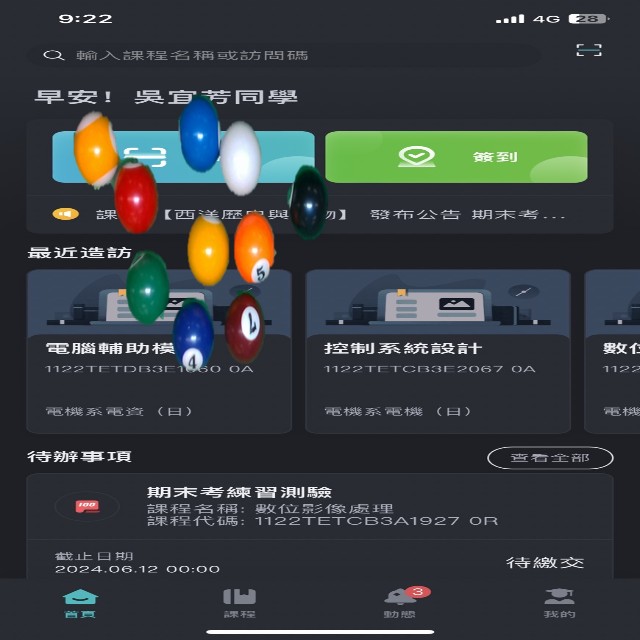 9:22
4G 28
輸入課程名稱或訪問碼
早安！吳宜芳同學
簽到
課 【西洋歷史與 物】 發布公告 期末考...
最近造訪
5
7
4
電腦輔助模
1122TETDB3E1 60 0A
電機系電資（日）
控制系統設計
1122TETCB3E2067 0A
電機系電機（日）
數位
1122
電機
待辦事項
查看全部
100
期末考練習測驗
課程名稱: 數位影像處理
課程代碼: 1122TETCB3A1927 0R
截止日期
2024.06.12 00:00
待繳交
首頁
課程
3
動態
我的